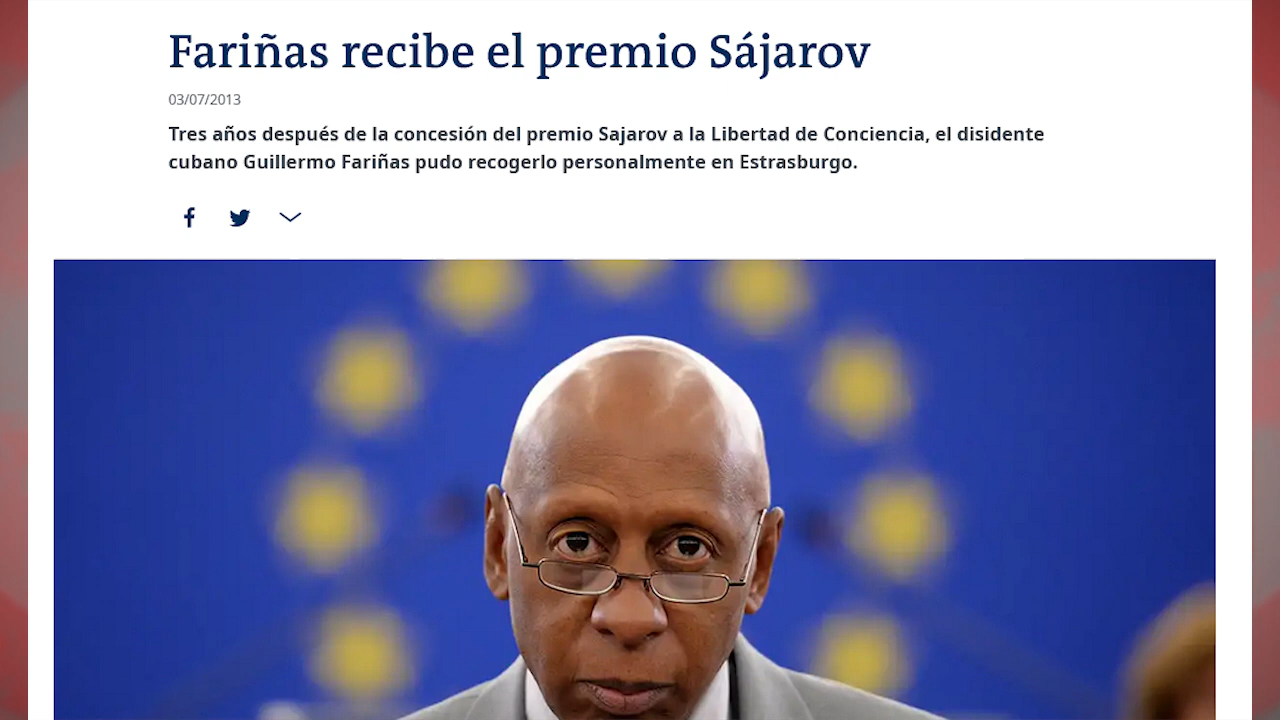 Fariñas recibe el premio Sájarov
03/07/2013
Tres años después de la concesión del premio Sajarov a la Libertad de Conciencia, el disidente
cubano Guillermo Fariñas pudo recogerlo personalmente en Estrasburgo.